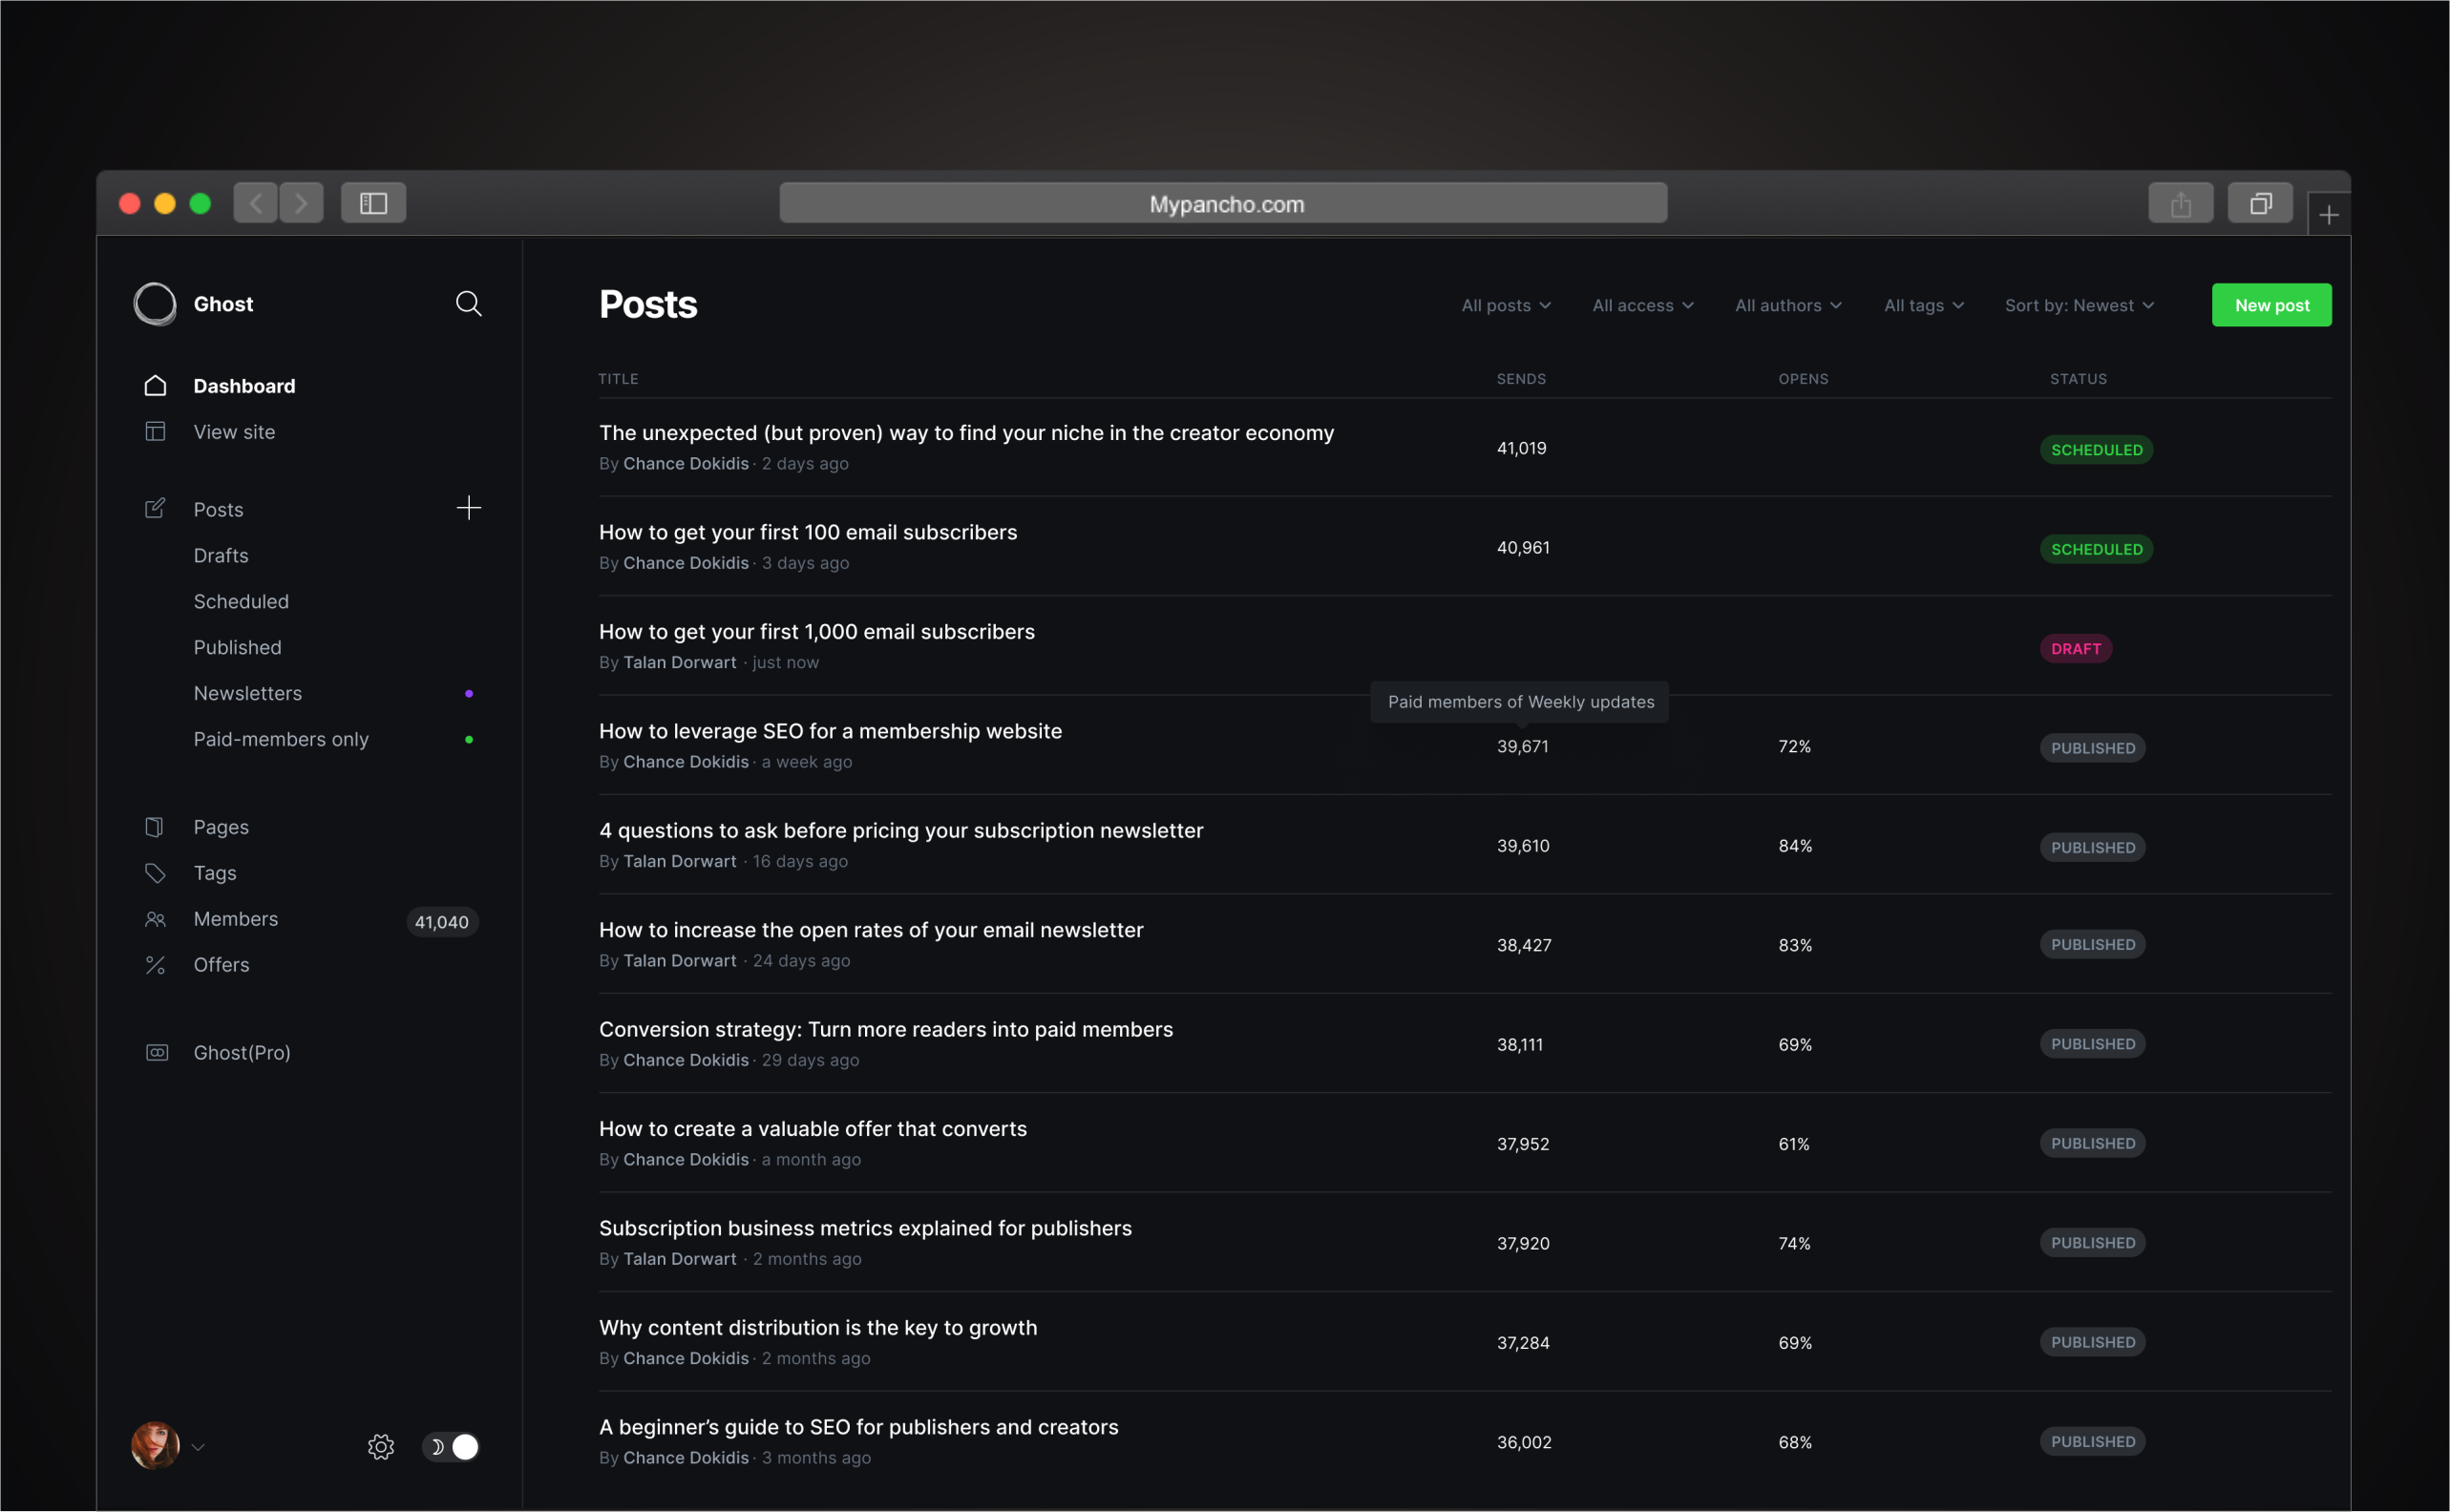 Mypancho.com
Ghost
Dashboard
View site
Posts
Drafts
Scheduled
Published
Newsletters
Paid-members only
Pages
Tags
Members 41,040
Offers
Ghost(Pro)
Posts
All posts All access All authors All tags Sort by: Newest New post
TITLE SENDS OPENS STATUS
The unexpected (but proven) way to find your niche in the creator economy
By Chance Dokidis · 2 days ago
41,019 SCHEDULED
How to get your first 100 email subscribers
By Chance Dokidis · 3 days ago
40,961 SCHEDULED
How to get your first 1,000 email subscribers
By Talan Dorwart · just now
DRAFT
Paid members of Weekly updates
How to leverage SEO for a membership website
By Chance Dokidis · a week ago
39,671 72% PUBLISHED
4 questions to ask before pricing your subscription newsletter
By Talan Dorwart · 16 days ago
39,610 84% PUBLISHED
How to increase the open rates of your email newsletter
By Talan Dorwart · 24 days ago
38,427 83% PUBLISHED
Conversion strategy: Turn more readers into paid members
By Chance Dokidis · 29 days ago
38,111 69% PUBLISHED
How to create a valuable offer that converts
By Chance Dokidis · a month ago
37,952 61% PUBLISHED
Subscription business metrics explained for publishers
By Talan Dorwart · 2 months ago
37,920 74% PUBLISHED
Why content distribution is the key to growth
By Chance Dokidis · 2 months ago
37,284 69% PUBLISHED
A beginner’s guide to SEO for publishers and creators
By Chance Dokidis · 3 months ago
36,002 68% PUBLISHED